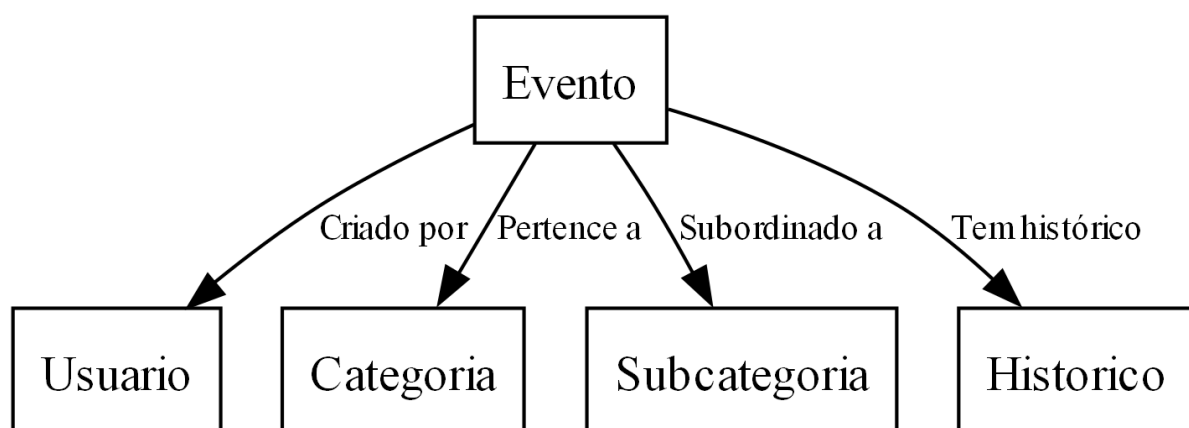 Evento
Criado por
Pertence a
Subordinado a
Tem histórico
Usuario
Categoria
Subcategoria
Historico